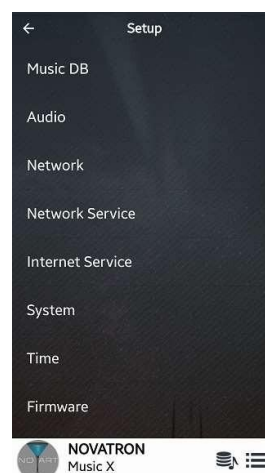 Setup
Music DB
Audio
Network
Network Service
Internet Service
System
Time
Firmware
NOVATRON
Music X